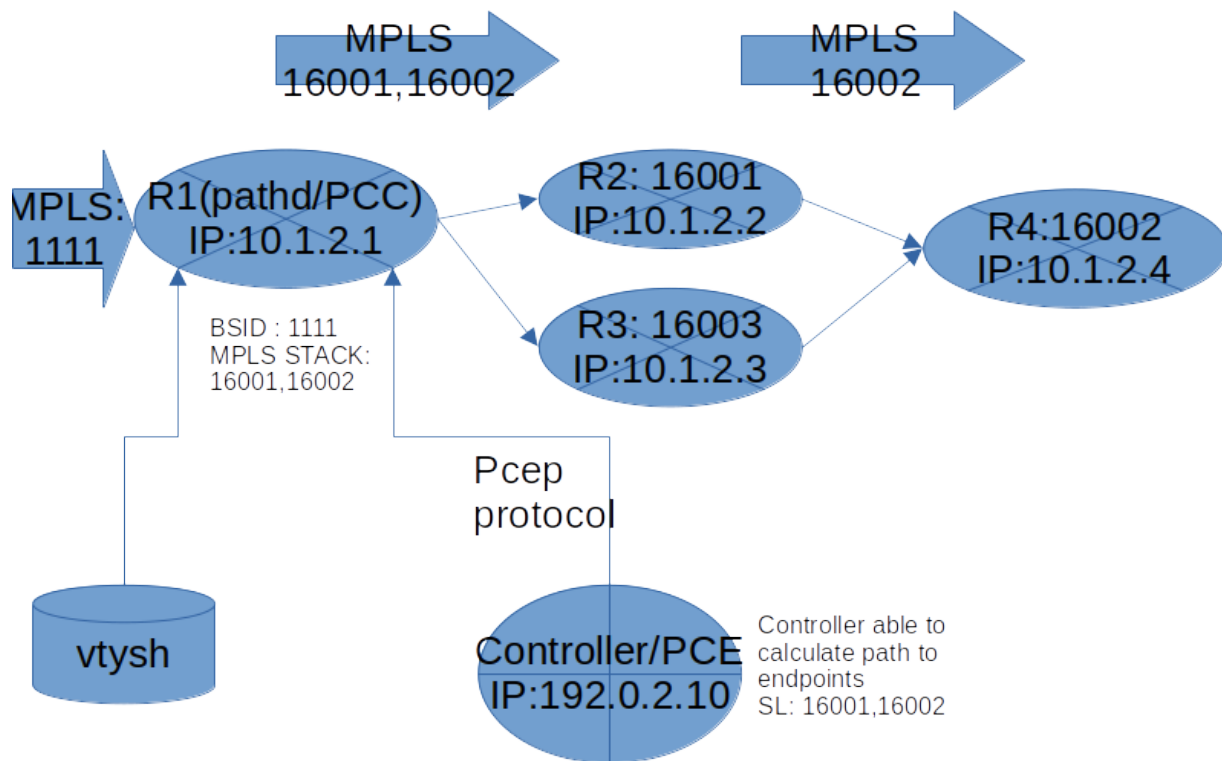 MPLS
16001,16002
MPLS
16002
MPLS:
1111
R1(pathd/PCC)
IP:10.1.2.1
R2: 16001
IP:10.1.2.2
R4:16002
IP:10.1.2.4
R3: 16003
IP:10.1.2.3
BSID : 1111
MPLS STACK:
16001,16002
Pcep
protocol
vtysh
Controller/PCE
IP:192.0.2.10
Controller able to
calculate path to
endpoints
SL: 16001,16002